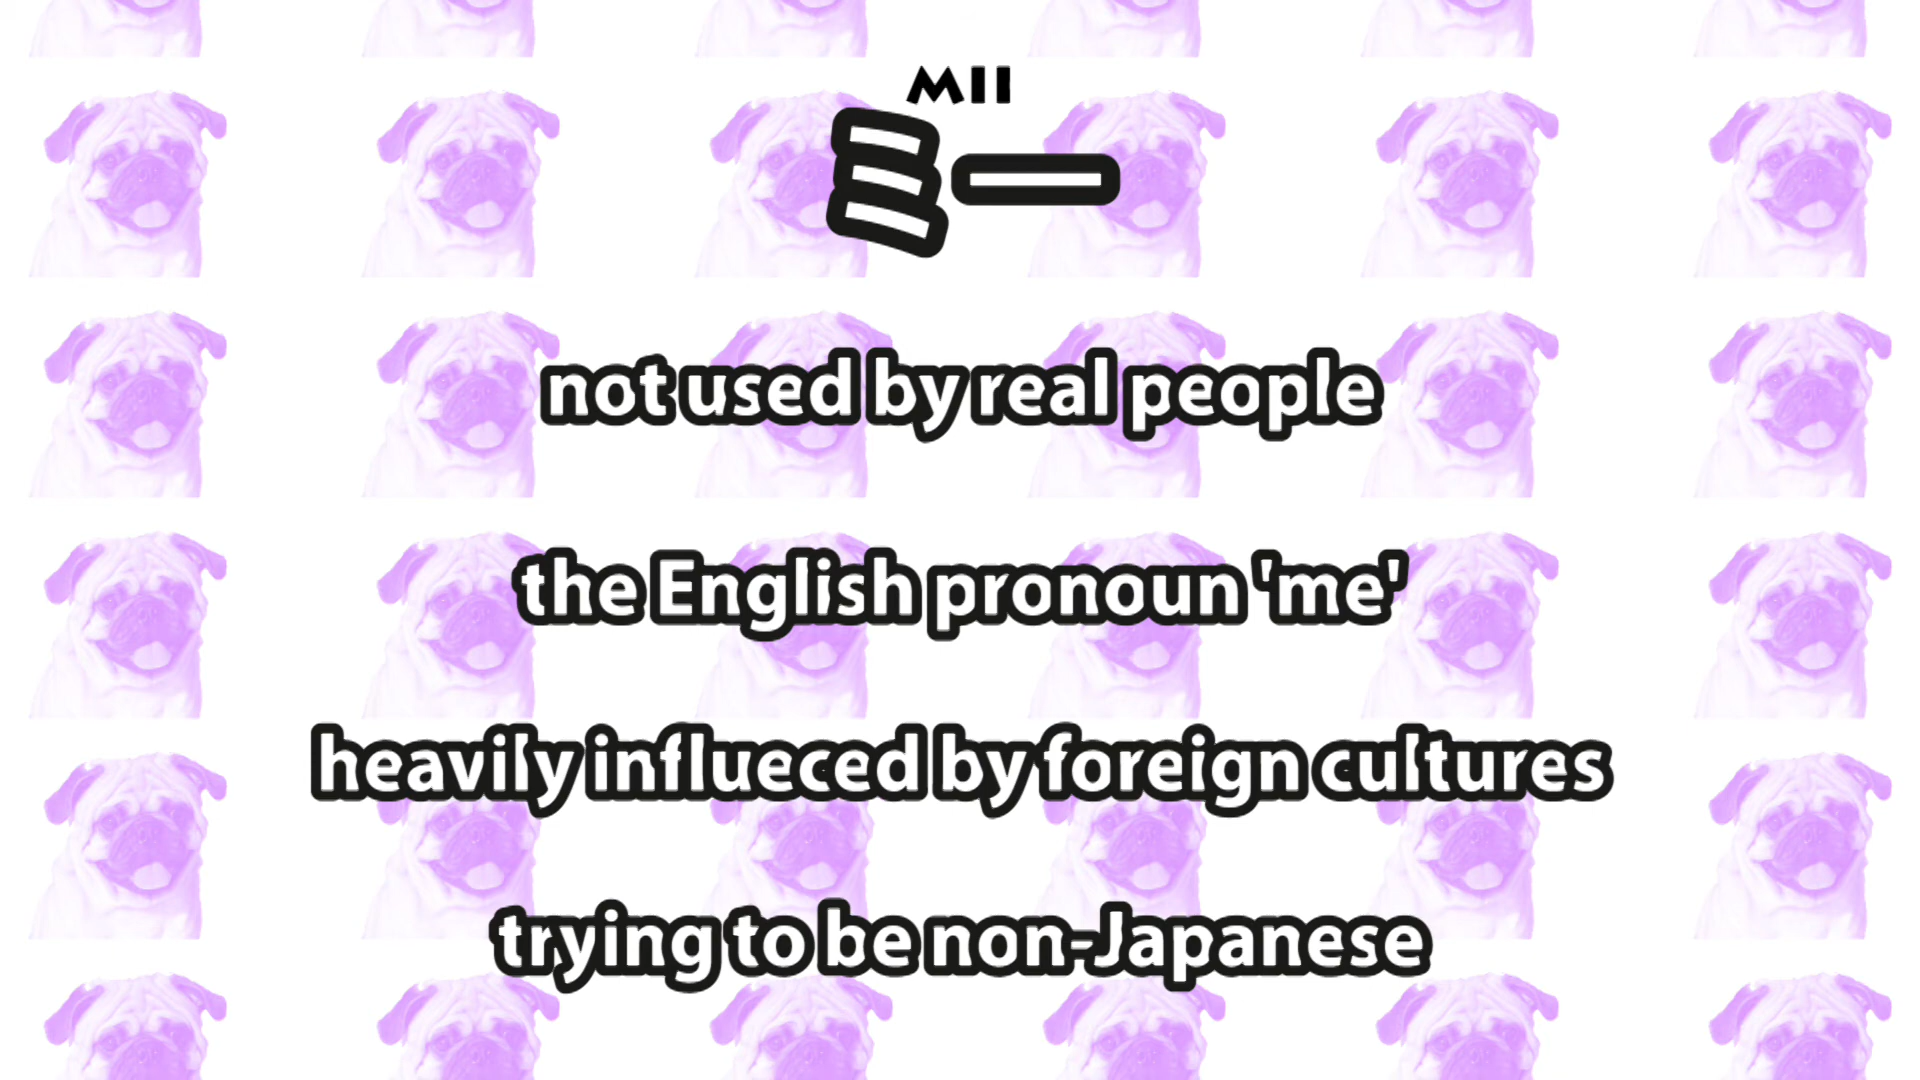 MII
ミー
not used by real people
the English pronoun 'me'
heavily influeced by foreign cultures
trying to be non-Japanese